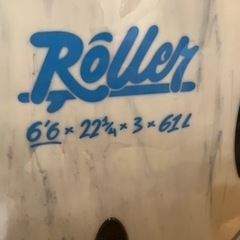 Rôller
6'6 × 22¾ × 3 × 61L